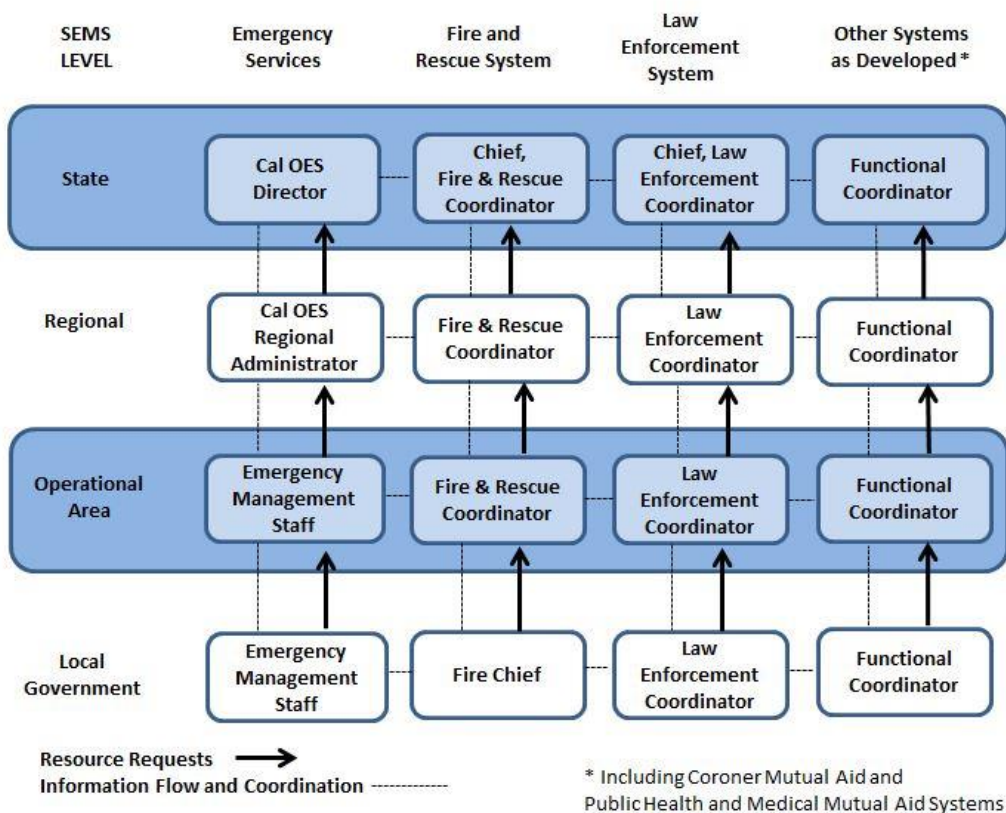 SEMS
LEVEL
Emergency
Services
Fire and
Rescue System
Law
Enforcement
System
Other Systems
as Developed *
State
Cal OES
Director
Chief,
Fire & Rescue
Coordinator
Chief, Law
Enforcement
Coordinator
Functional
Coordinator
Regional
Cal OES
Regional
Administrator
Fire & Rescue
Coordinator
Law
Enforcement
Coordinator
Functional
Coordinator
Operational
Area
Emergency
Management
Staff
Fire & Rescue
Coordinator
Law
Enforcement
Coordinator
Functional
Coordinator
Local
Government
Emergency
Management
Staff
Fire Chief
Law
Enforcement
Coordinator
Functional
Coordinator
Resource Requests
Information Flow and Coordination
* Including Coroner Mutual Aid and
Public Health and Medical Mutual Aid Systems